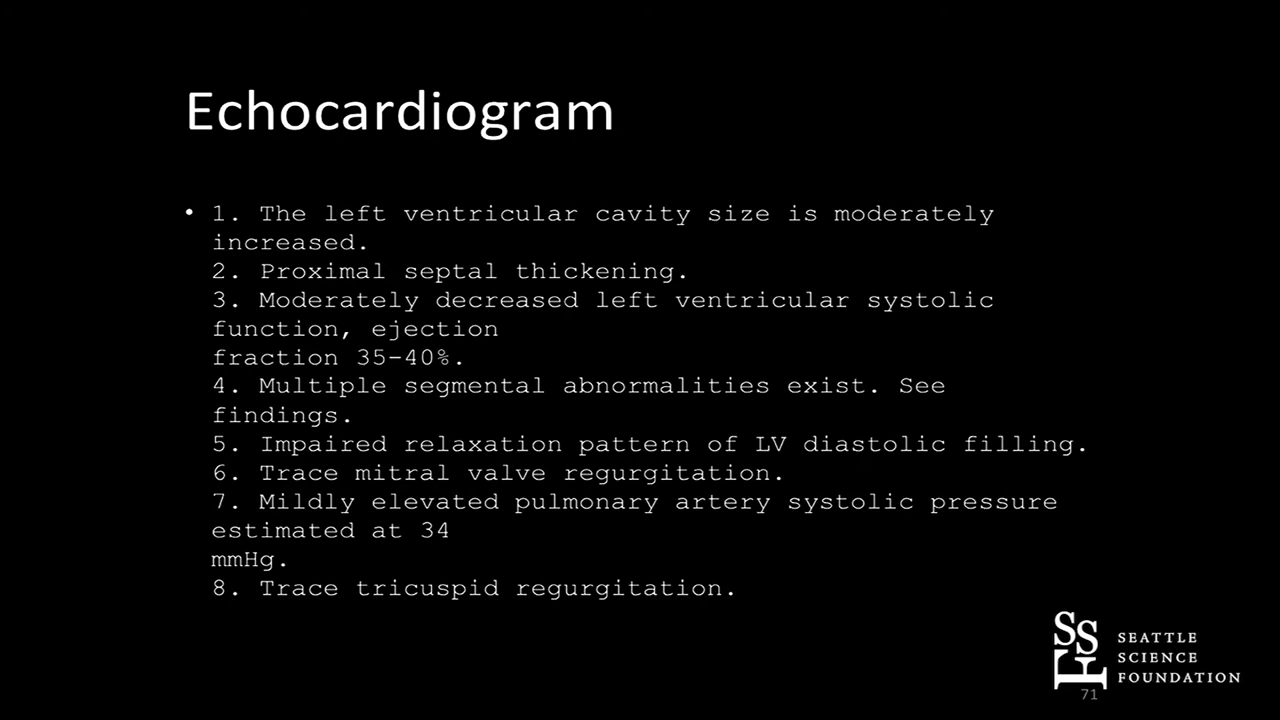 Echocardiogram
• 1. The left ventricular cavity size is moderately
increased.
2. Proximal septal thickening.
3. Moderately decreased left ventricular systolic
function, ejection
fraction 35-40%.
4. Multiple segmental abnormalities exist. See
findings.
5. Impaired relaxation pattern of LV diastolic filling.
6. Trace mitral valve regurgitation.
7. Mildly elevated pulmonary artery systolic pressure
estimated at 34
mmHg.
8. Trace tricuspid regurgitation.
SSF
SEATTLE
SCIENCE
FOUNDATION
71